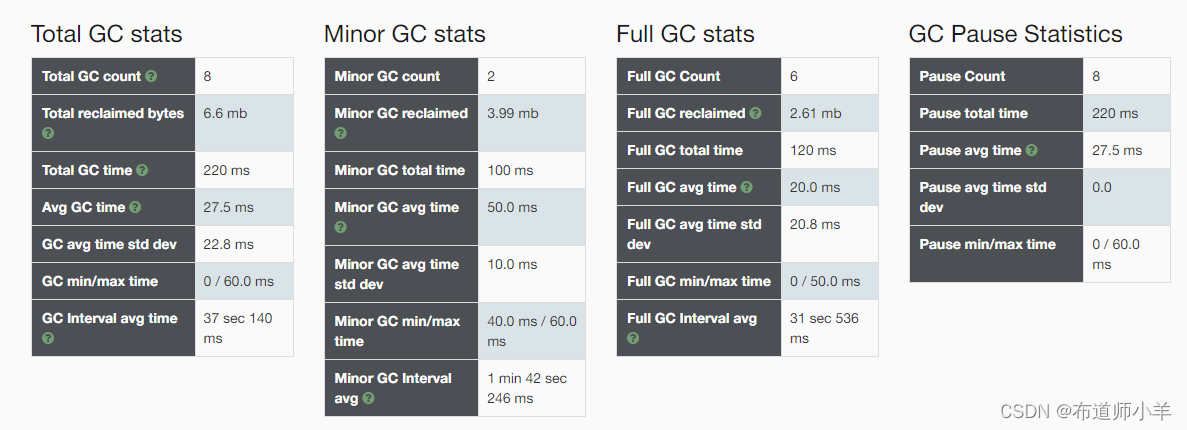 Total GC stats
Total GC count 8
Total reclaimed bytes 6.6 mb
Total GC time 220 ms
Avg GC time 27.5 ms
GC avg time std dev 22.8 ms
GC min/max time 0 / 60.0 ms
GC Interval avg time 37 sec 140
ms
Minor GC stats
Minor GC count 2
Minor GC reclaimed 3.99 mb
Minor GC total time 100 ms
Minor GC avg time 50.0 ms
Minor GC avg time 10.0 ms
std dev
Minor GC min/max 40.0 ms / 60.0
time ms
Minor GC Interval 1 min 42 sec
avg 246 ms
Full GC stats
Full GC Count 6
Full GC reclaimed 2.61 mb
Full GC total time 120 ms
Full GC avg time 20.0 ms
Full GC avg time std 20.8 ms
dev
Full GC min/max time 0 / 50.0 ms
Full GC Interval avg 31 sec 536
ms
GC Pause Statistics
Pause Count 8
Pause total time 220 ms
Pause avg time 27.5 ms
Pause avg time std 0.0
dev
Pause min/max time 0 / 60.0
ms
CSDN @布道师小羊